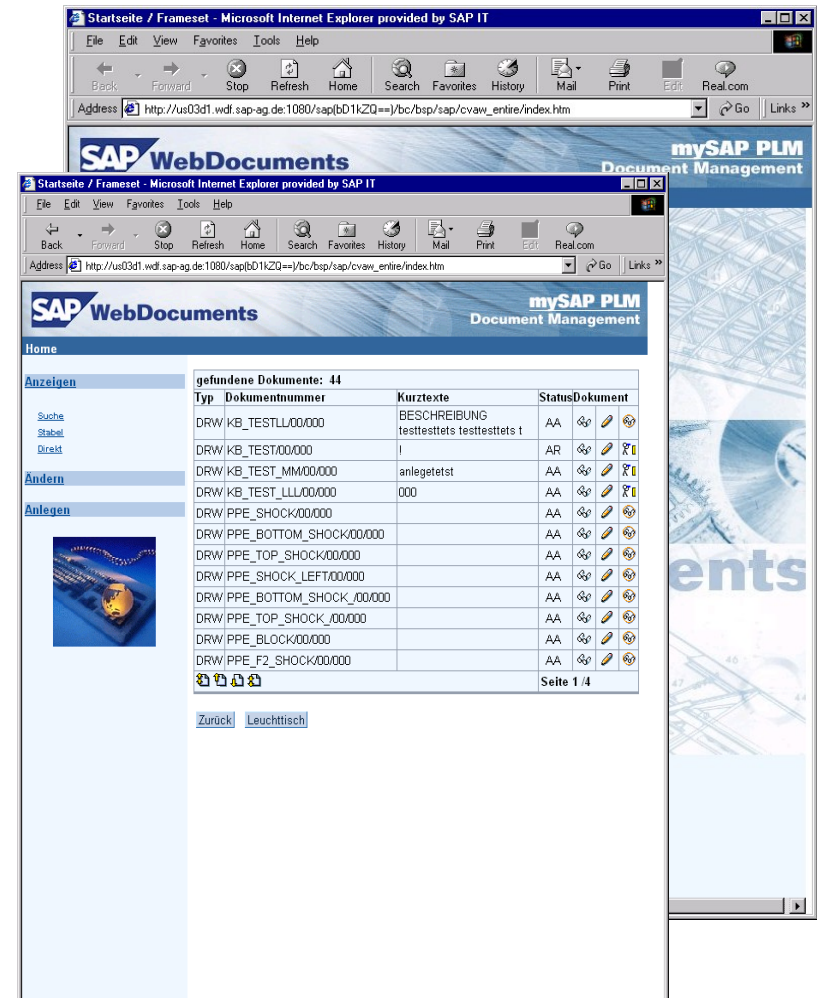 Startseite / Frameset - Microsoft Internet Explorer provided by SAP IT
File Edit View Favorites Tools Help
Back Forward Stop Refresh Home Search Favorites History Mail Print Edit Real.com
Address http://us03d1.wdf.sap-ag.de:1080/sap(bD1kZQ==)/bc/bsp/sap/cvaw_entire/index.htm Go Links »
SAP WebDocuments
mySAP PLM
Document Management
Startseite / Frameset - Microsoft Internet Explorer provided by SAP IT
File Edit View Favorites Tools Help
Back Forward Stop Refresh Home Search Favorites History Mail Print Edit Real.com
Address http://us03d1.wdf.sap-ag.de:1080/sap(bD1kZQ==)/bc/bsp/sap/cvaw_entire/index.htm Go Links »
SAP WebDocuments
mySAP PLM
Document Management
Home
Anzeigen
Suche
Stabel
Direkt
Ändern
Anlegen
gefundene Dokumente: 44
Typ Dokumentnummer Kurztexte Status Dokument
DRW KB_TESTLL/00/000 BESCHREIBUNG AA
testtesttets testtesttets t
DRW KB_TEST/00/000 ! AR
DRW KB_TEST_MM/00/000 anlegetetst AA
DRW KB_TEST_LLL/00/000 000 AA
DRW PPE_SHOCK/00/000 AA
DRW PPE_BOTTOM_SHOCK/00/000 AA
DRW PPE_TOP_SHOCK/00/000 AA
DRW PPE_SHOCK_LEFT/00/000 AA
DRW PPE_BOTTOM_SHOCK_/00/000 AA
DRW PPE_TOP_SHOCK_/00/000 AA
DRW PPE_BLOCK/00/000 AA
DRW PPE_F2_SHOCK/00/000 AA
Seite 1 /4
Zurück Leuchttisch
ents
46
47
44